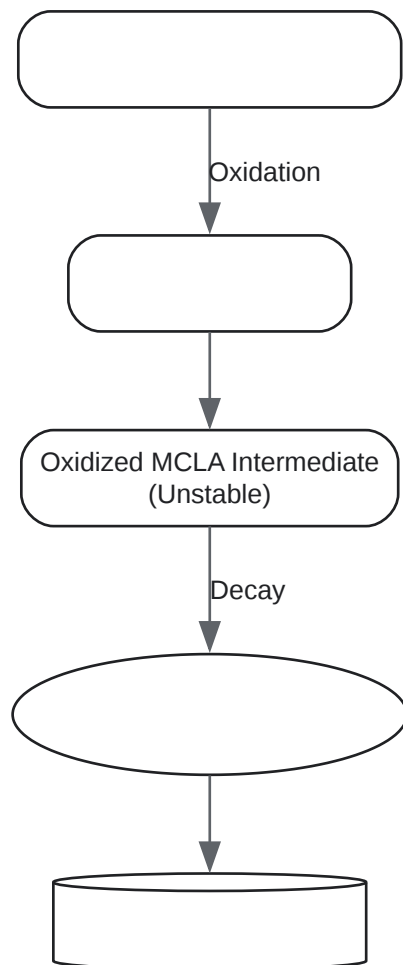 Oxidation
Oxidized MCLA Intermediate
(Unstable)
Decay